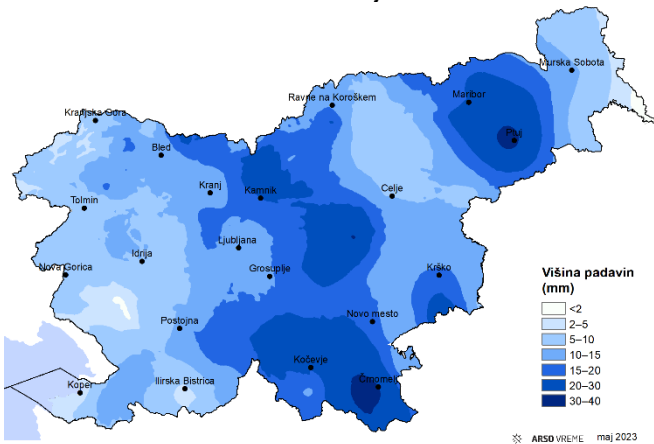 Murska Sobota
Ravne na Koroškem
Maribor
Kranjska Gora
Ptuj
Bled
Kranj
Kamnik
Celje
Tolmin
Ljubljana
Idrija
Nova Gorica
Grosuplje
Krško
Postojna
Novo mesto
Kočevje
Koper
Ilirska Bistrica
Črnomelj
Višina padavin
(mm)
<2
2–5
5–10
10–15
15–20
20–30
30–40
ARSO VREME maj 2023